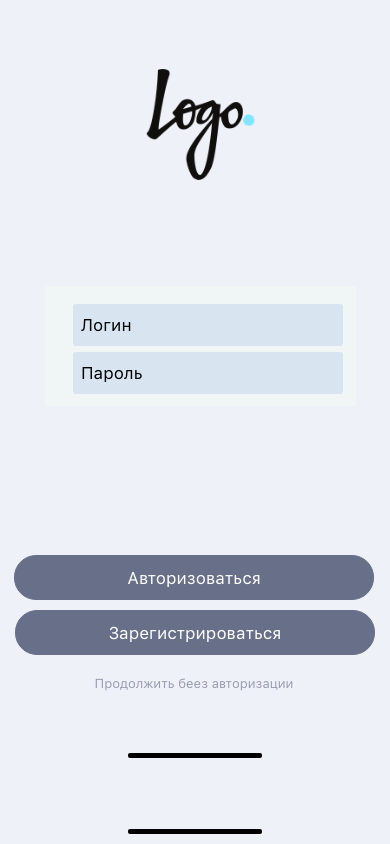 Logo.
Логин
Пароль
Авторизоваться
Зарегистрироваться
Продолжить беез авторизации